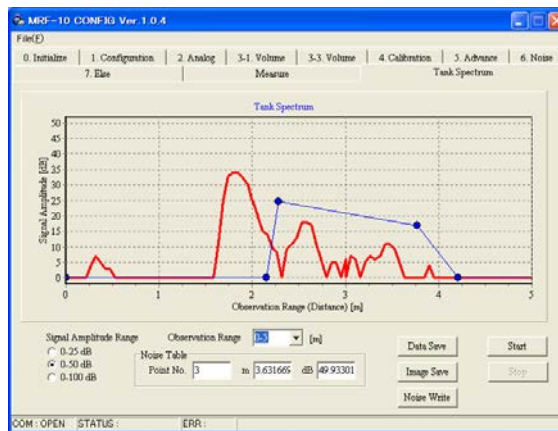 MRF-10 CONFIG Ver.1.0.4
File(F)
0. Initialize 1. Configuration 2. Analog 3-1. Volume 3-3. Volume 4. Calibration 5. Advance 6. Noise
7. Else Measure Tank Spectrum
Tank Spectrum
50
45
40
35
30
25
20
15
10
5
0
Signal Amplitude [dB]
0 1 2 3 4 5
Observation Range (Distance) [m]
Signal Amplitude Range Observation Range 0-5 [m]
0-25 dB
0-50 dB
0-100 dB
Noise Table
Point No. 3 m 3.631669 dB 49.93301
Data Save Start
Image Save Stop
Noise Write
COM : OPEN STATUS : ERR :